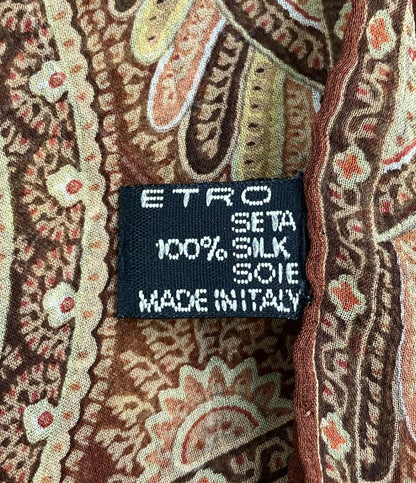 ETRO
SETA
100% SILK
SOIE
MADE IN ITALY